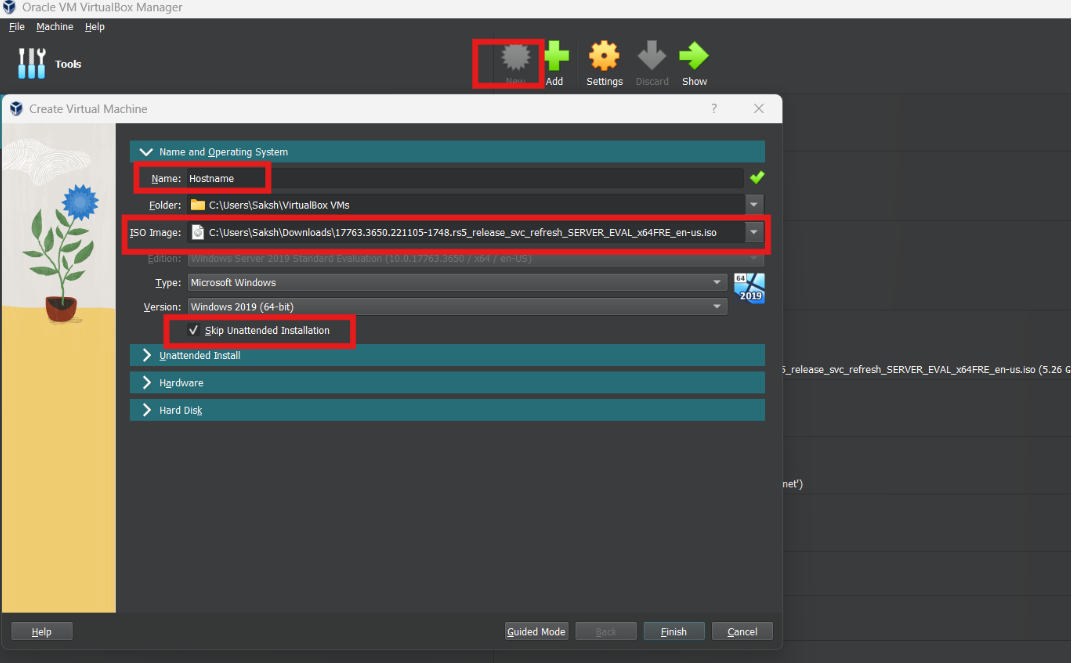 Oracle VM VirtualBox Manager
File Machine Help
Tools
New Add Settings Discard Show
Create Virtual Machine
?
Name and Operating System
Name: Hostname
Folder: C:\Users\Saksh\VirtualBox VMs
ISO Image: C:\Users\Saksh\Downloads\17763.3650.221105-1748.rs5_release_svc_refresh_SERVER_EVAL_x64FRE_en-us.iso
Edition: Windows Server 2019 Standard Evaluation (10.0.17763.3650 / x64 / en-US)
Type: Microsoft Windows
64
2019
Version: Windows 2019 (64-bit)
Skip Unattended Installation
Unattended Install
Hardware
5_release_svc_refresh_SERVER_EVAL_x64FRE_en-us.iso (5.26 G
Hard Disk
net')
Help Guided Mode Back Finish Cancel